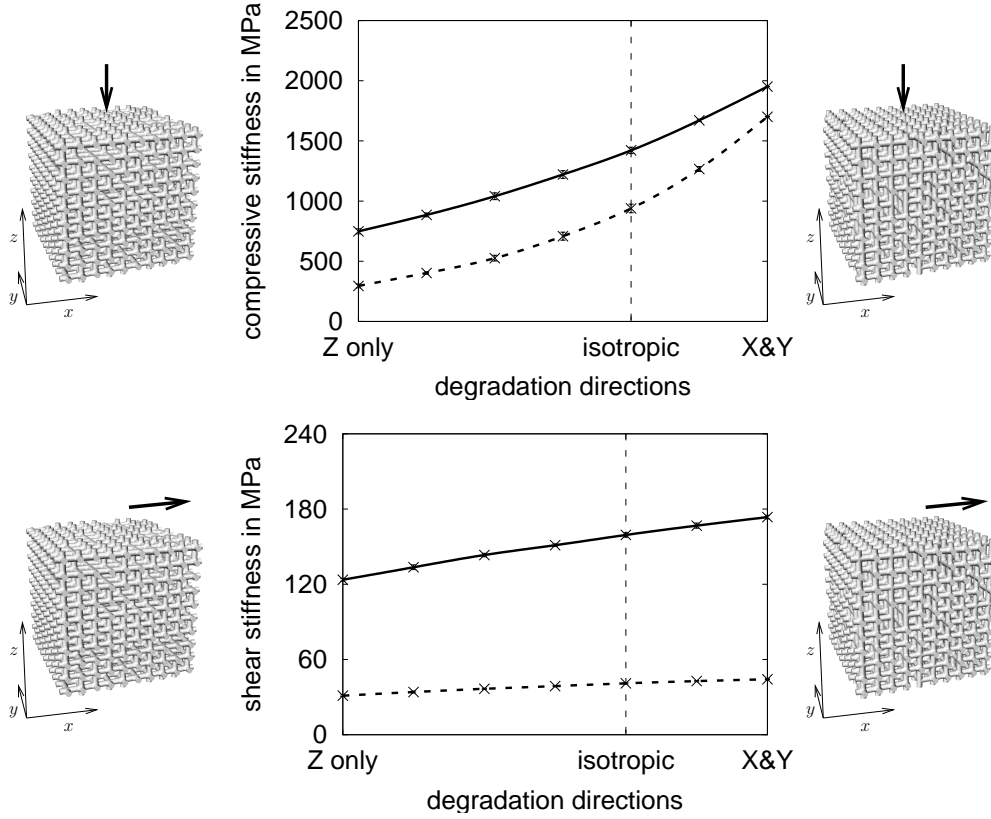 compressive stiffness in MPa
2500
2000
1500
1000
500
0
Z only isotropic X&Y
degradation directions
z
y
x
z
y
x
shear stiffness in MPa
240
180
120
60
0
Z only isotropic X&Y
degradation directions
z
y
x
z
y
x